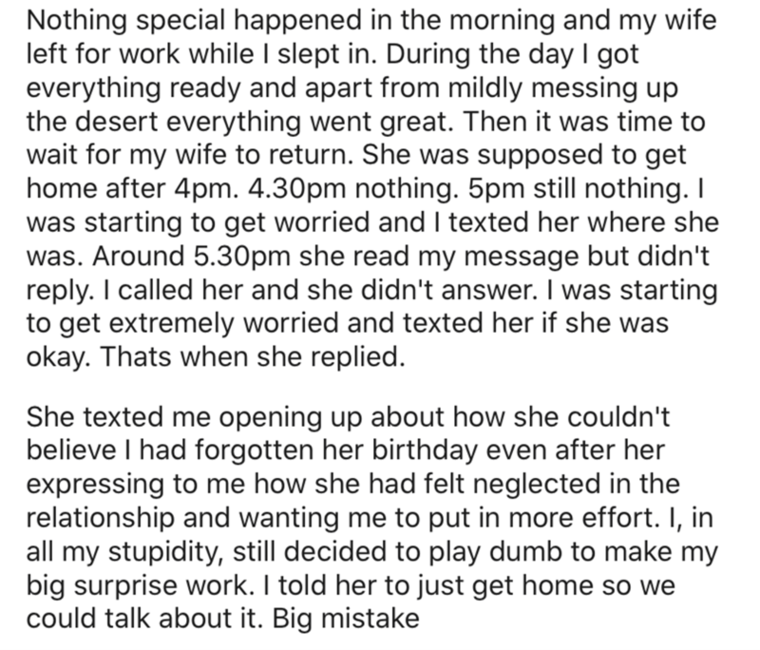 Nothing special happened in the morning and my wife
left for work while I slept in. During the day I got
everything ready and apart from mildly messing up
the desert everything went great. Then it was time to
wait for my wife to return. She was supposed to get
home after 4pm. 4.30pm nothing. 5pm still nothing. I
was starting to get worried and I texted her where she
was. Around 5.30pm she read my message but didn't
reply. I called her and she didn't answer. I was starting
to get extremely worried and texted her if she was
okay. Thats when she replied.
She texted me opening up about how she couldn't
believe I had forgotten her birthday even after her
expressing to me how she had felt neglected in the
relationship and wanting me to put in more effort. I, in
all my stupidity, still decided to play dumb to make my
big surprise work. I told her to just get home so we
could talk about it. Big mistake